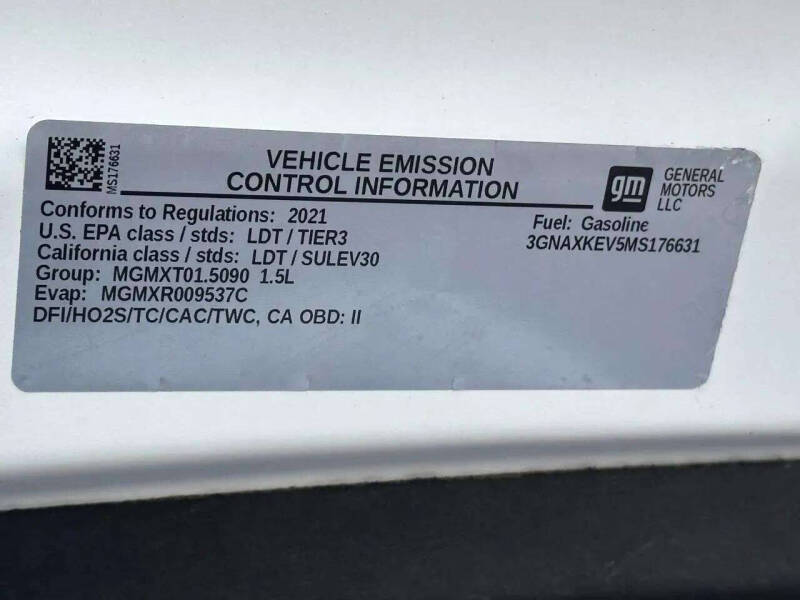 MS176631
VEHICLE EMISSION
CONTROL INFORMATION
gm
GENERAL
MOTORS
LLC
Conforms to Regulations: 2021
U.S. EPA class / stds: LDT / TIER3
California class / stds: LDT / SULEV30
Group: MGMXT01.5090 1.5L
Evap: MGMXR009537C
DFI/HO2S/TC/CAC/TWC, CA OBD: II
Fuel: Gasoline
3GNAXKEV5MS176631